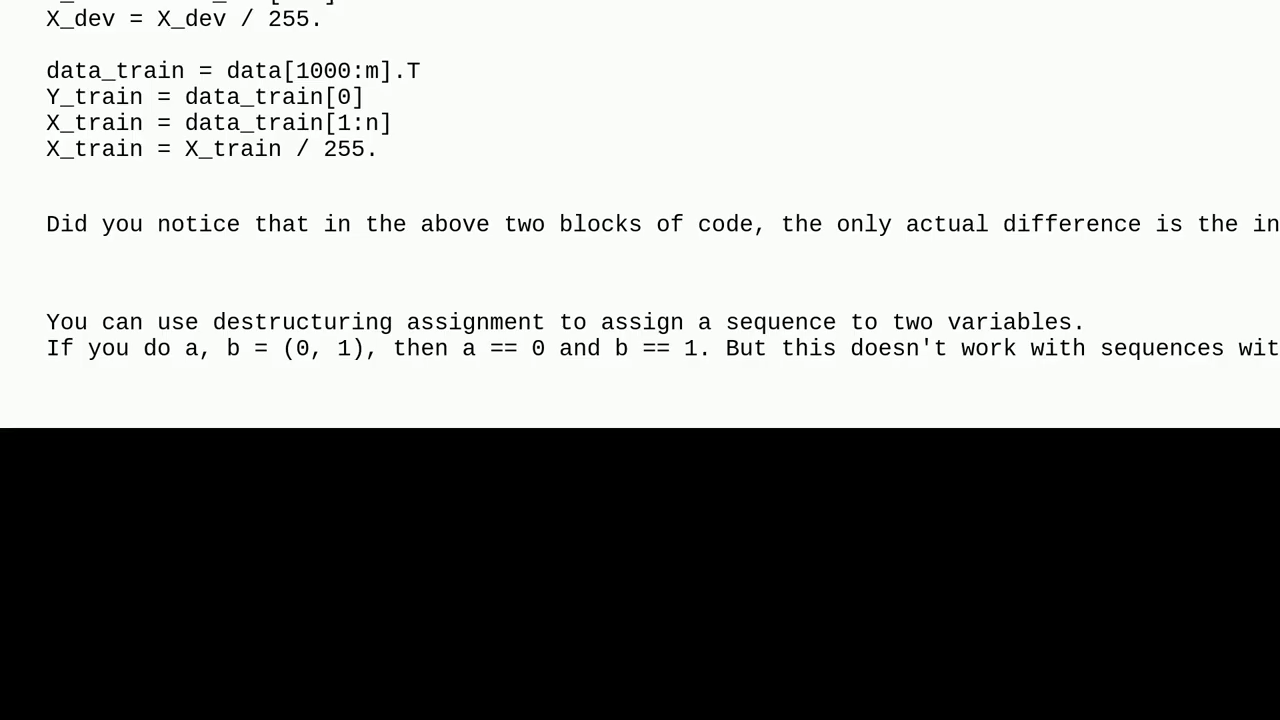 X_dev = X_dev / 255.
data_train = data[1000:m].T
Y_train = data_train[0]
X_train = data_train[1:n]
X_train = X_train / 255.
Did you notice that in the above two blocks of code, the only actual difference is the
You can use destructuring assignment to assign a sequence to two variables.
If you do a, b = (0, 1), then a == 0 and b == 1. But this doesn't work with sequences